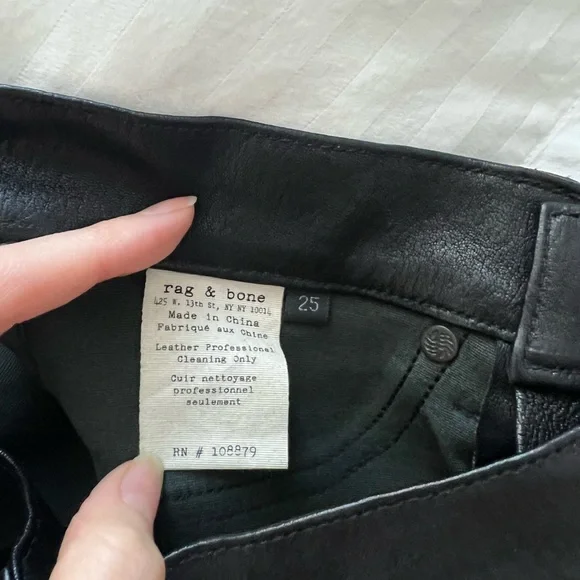 rag & bone
425 W. 13th St, NY NY 10014
Made in China
Fabriqué aux Chine
Leather Professional
Cleaning Only
Cuir nettoyage
professionnel
seulement
RN # 108879
25